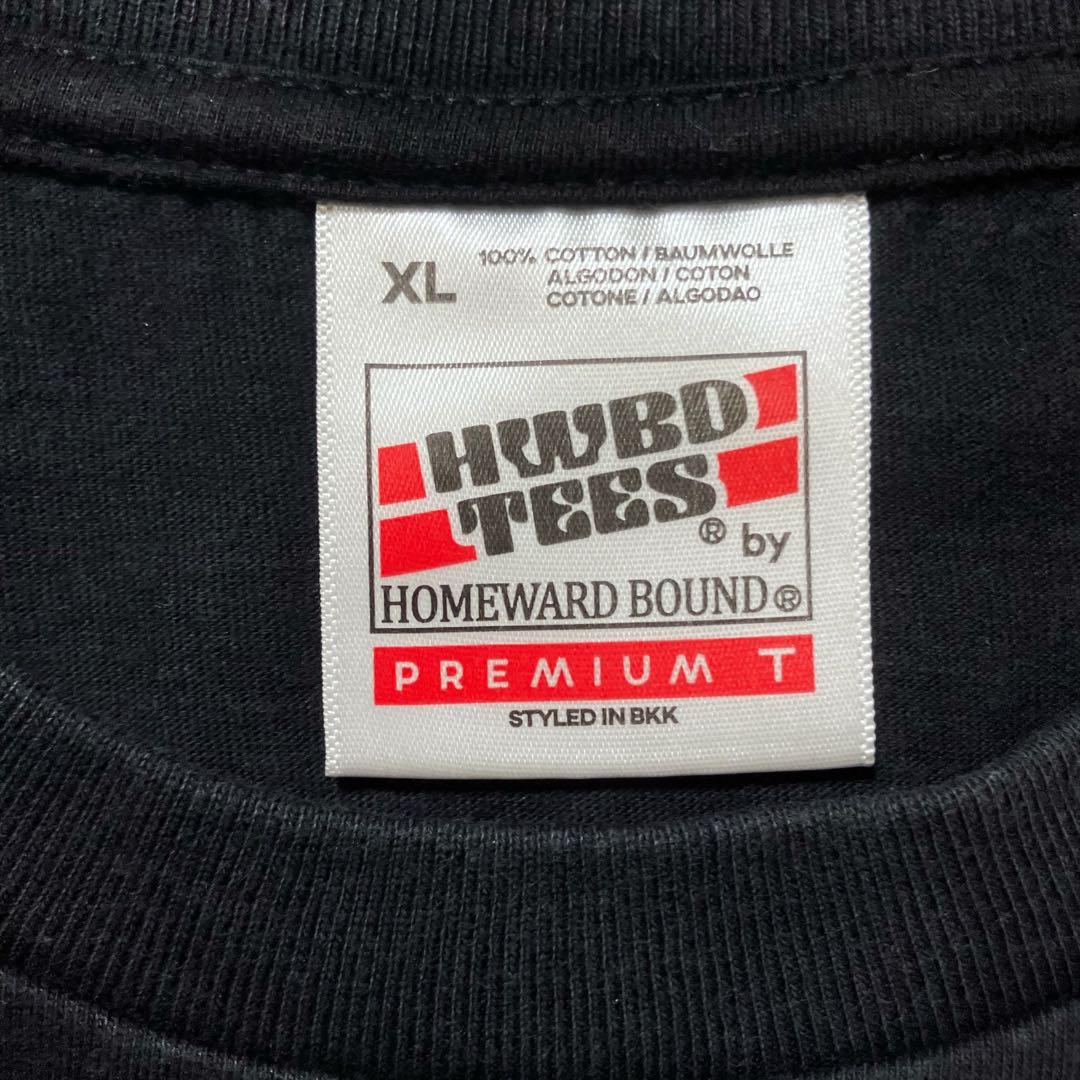 XL
100% COTTON / BAUMWOLLE
ALGODON / COTON
COTONE / ALGODAO
HWBD
TEES® by
HOMEWARD BOUND®
PREMIUM T
STYLED IN BKK